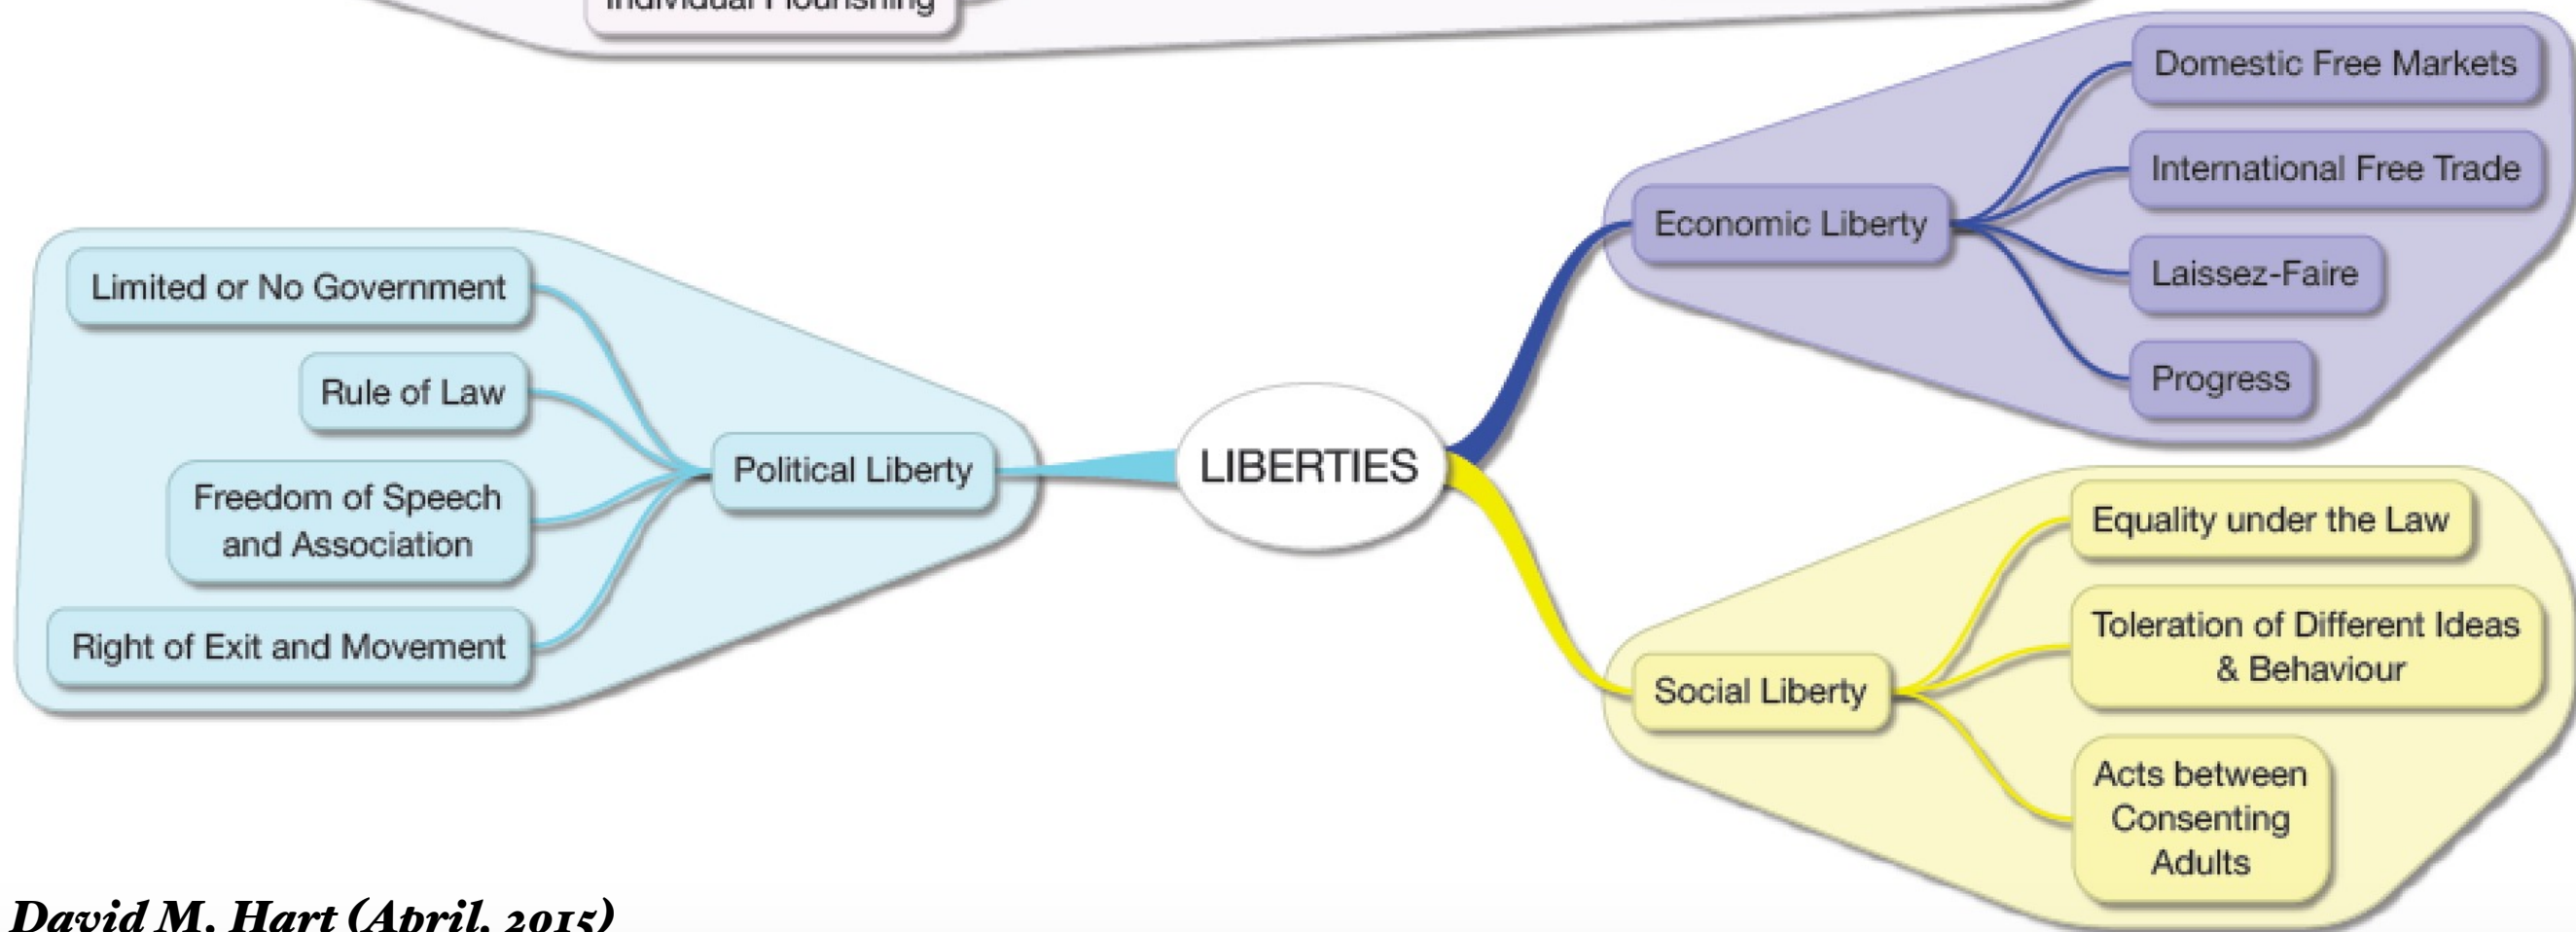 Individual Flourishing
Domestic Free Markets
International Free Trade
Economic Liberty
Laissez-Faire
Progress
Limited or No Government
Rule of Law
Political Liberty
Freedom of Speech
and Association
Right of Exit and Movement
LIBERTIES
Equality under the Law
Toleration of Different Ideas
& Behaviour
Social Liberty
Acts between
Consenting
Adults
David M. Hart (April, 2015)